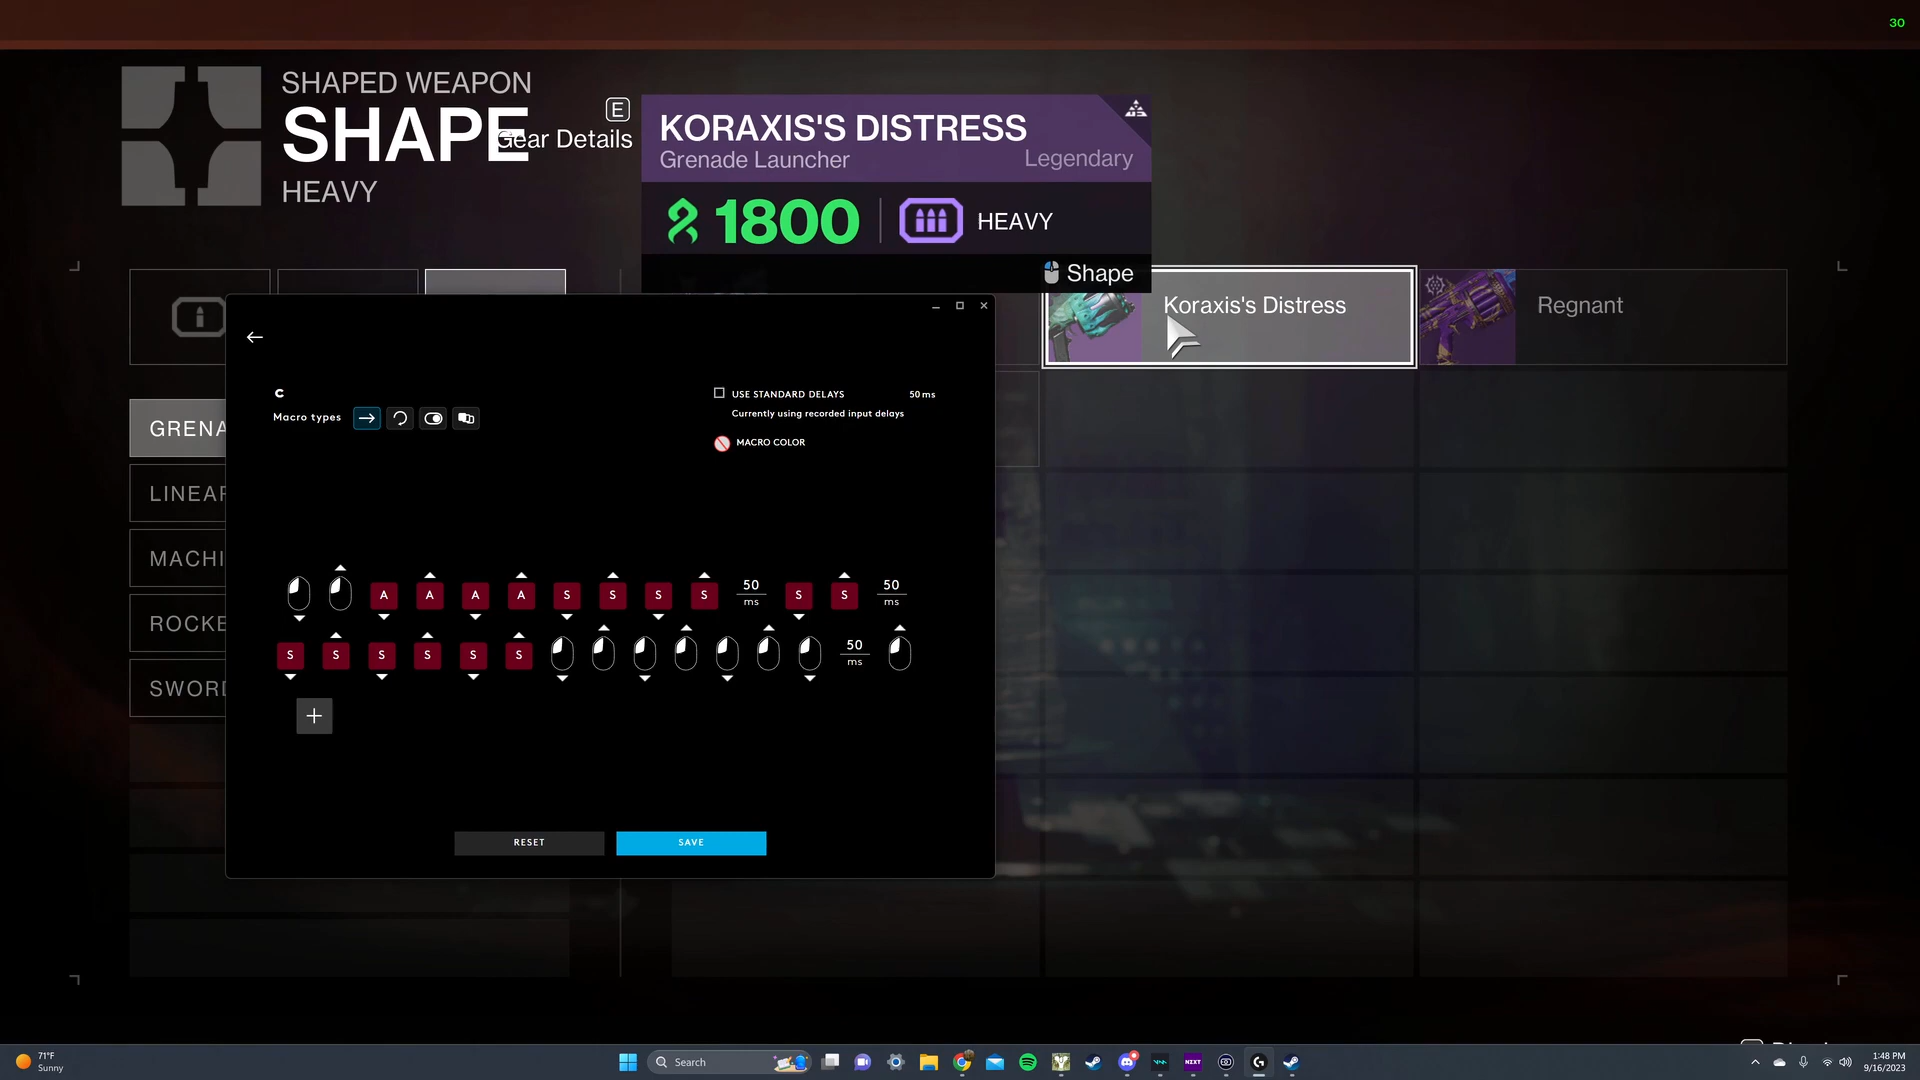 30
SHAPED WEAPON
SHAPE
HEAVY
E
Gear Details
KORAXIS'S DISTRESS
Grenade Launcher
Legendary
1800
HEAVY
Shape
Koraxis's Distress
Regnant
GRENA
LINEAR
MACHI
ROCKE
SWORD
C
Macro types
USE STANDARD DELAYS 50 ms
Currently using recorded input delays
MACRO COLOR
A A A A S S S S 50 ms S S 50 ms
S S S S S S 50 ms
+
RESET SAVE
71°F
Sunny
Search
NZXT
1:48 PM
9/16/2023